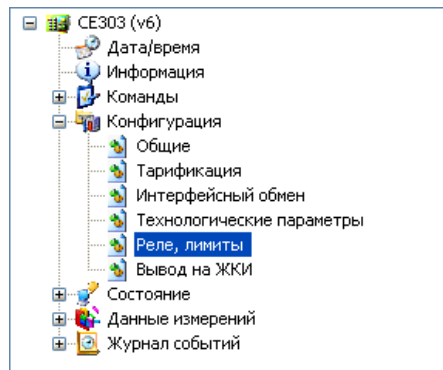 CE303 (v6)
Дата/время
Информация
Команды
Конфигурация
Общие
Тарификация
Интерфейсный обмен
Технологические параметры
Реле, лимиты
Вывод на ЖКИ
Состояние
Данные измерений
Журнал событий